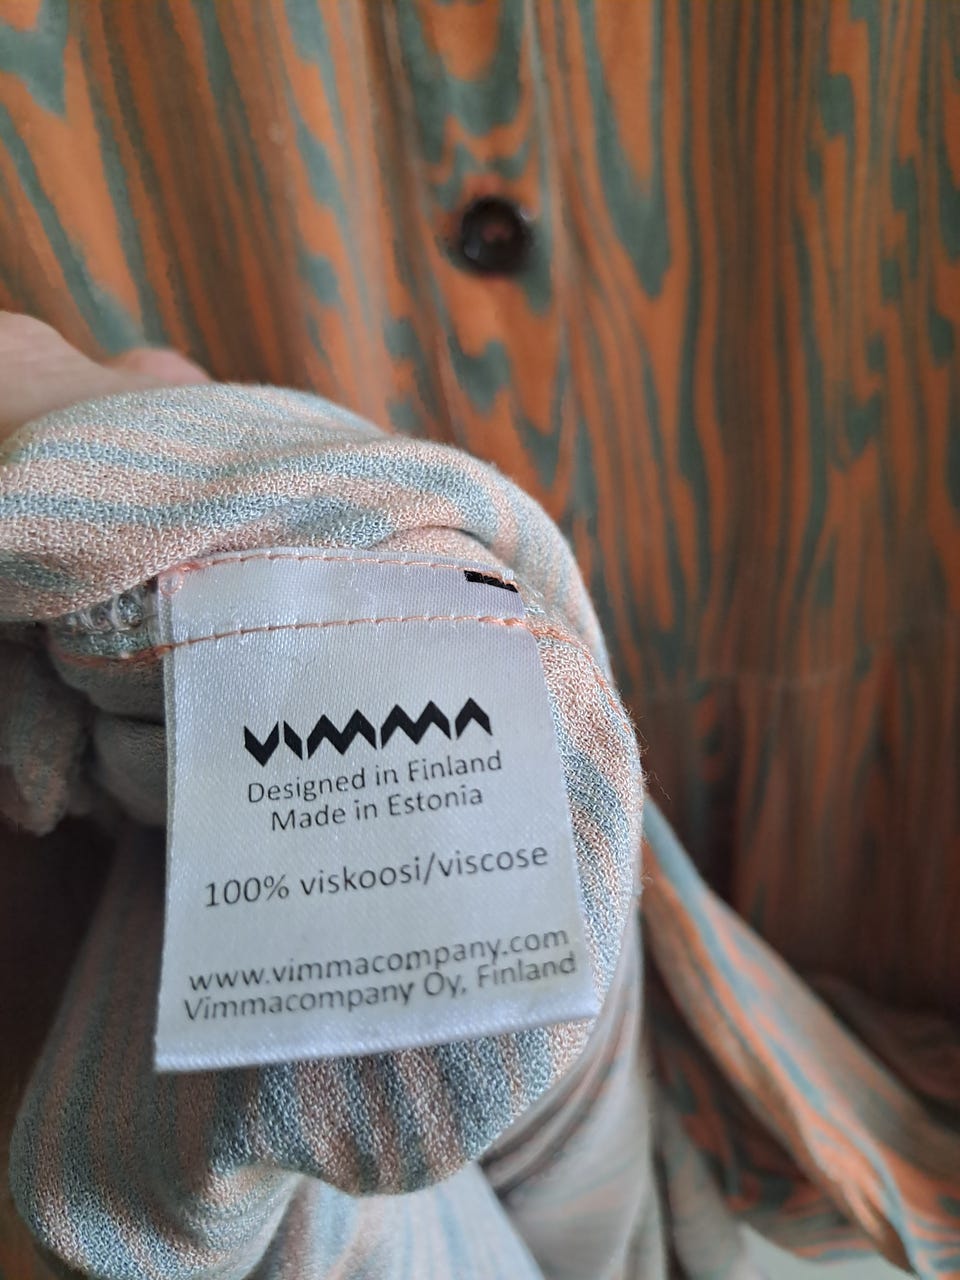 VIMMA
Designed in Finland
Made in Estonia
100% viskoosi/viscose
www.vimmacompany.com
Vimmacompany Oy, Finland